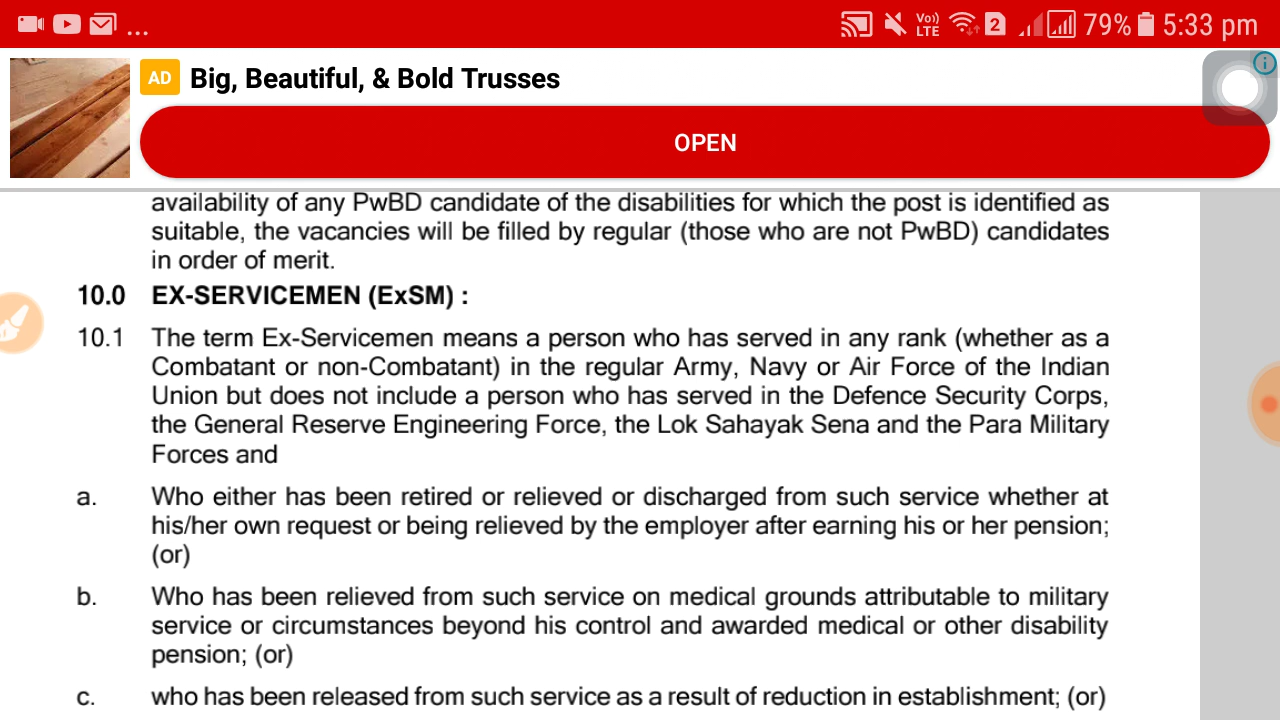 ...
Vo))
LTE
2
79%
5:33 pm
AD
Big, Beautiful, & Bold Trusses
OPEN
availability of any PwBD candidate of the disabilities for which the post is identified as
suitable, the vacancies will be filled by regular (those who are not PwBD) candidates
in order of merit.
10.0 EX-SERVICEMEN (ExSM) :
10.1 The term Ex-Servicemen means a person who has served in any rank (whether as a
Combatant or non-Combatant) in the regular Army, Navy or Air Force of the Indian
Union but does not include a person who has served in the Defence Security Corps,
the General Reserve Engineering Force, the Lok Sahayak Sena and the Para Military
Forces and
a. Who either has been retired or relieved or discharged from such service whether at
his/her own request or being relieved by the employer after earning his or her pension;
(or)
b. Who has been relieved from such service on medical grounds attributable to military
service or circumstances beyond his control and awarded medical or other disability
pension; (or)
c. who has been released from such service as a result of reduction in establishment; (or)